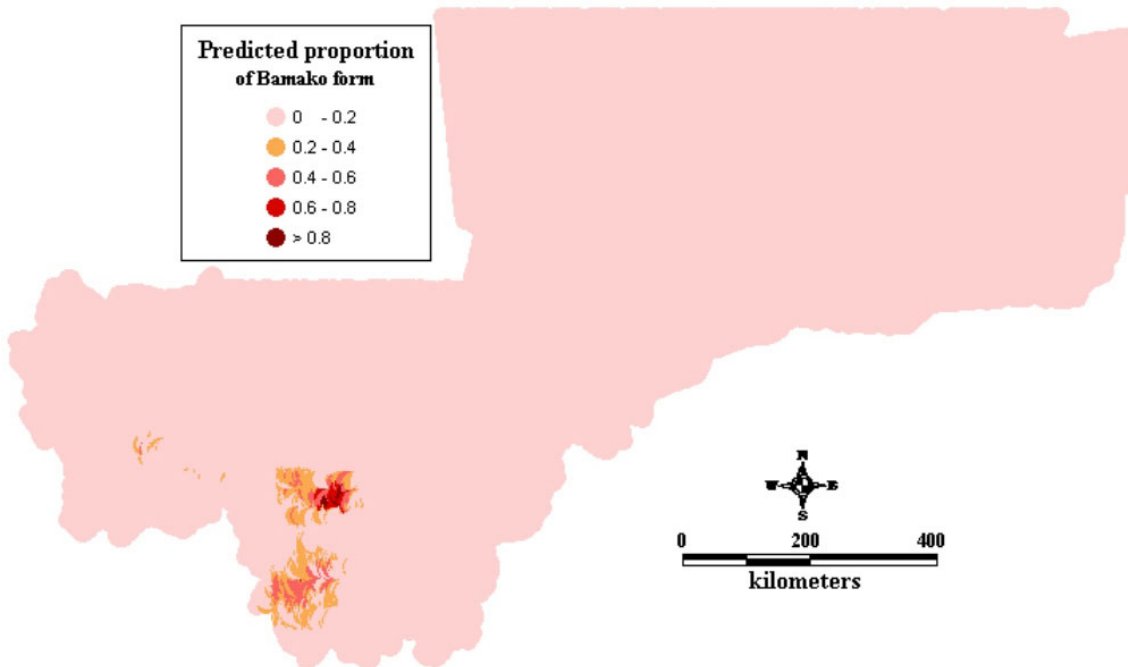 Predicted proportion
of Bamako form
0 - 0.2
0.2 - 0.4
0.4 - 0.6
0.6 - 0.8
> 0.8
N
W E
S
0 200 400
kilometers